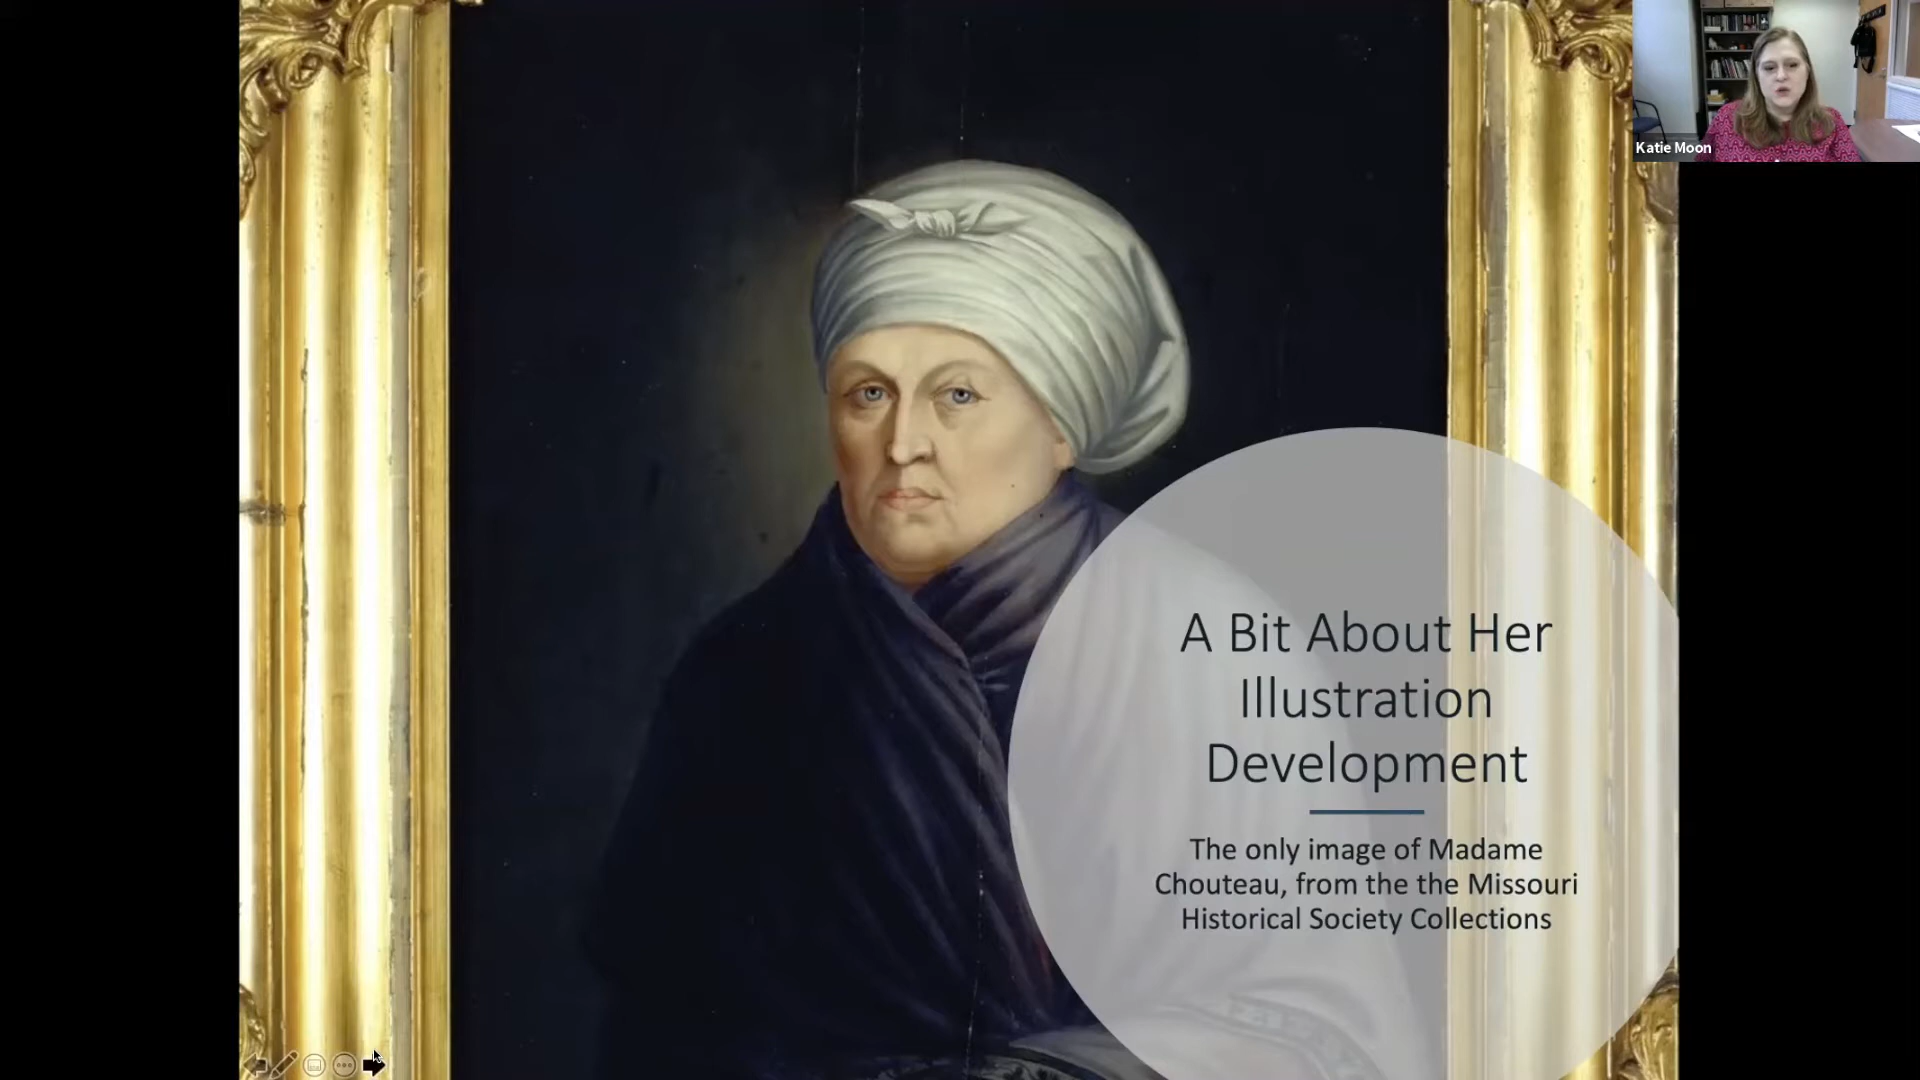 Katie Moon
A Bit About Her
Illustration
Development
The only image of Madame
Chouteau, from the the Missouri
Historical Society Collections